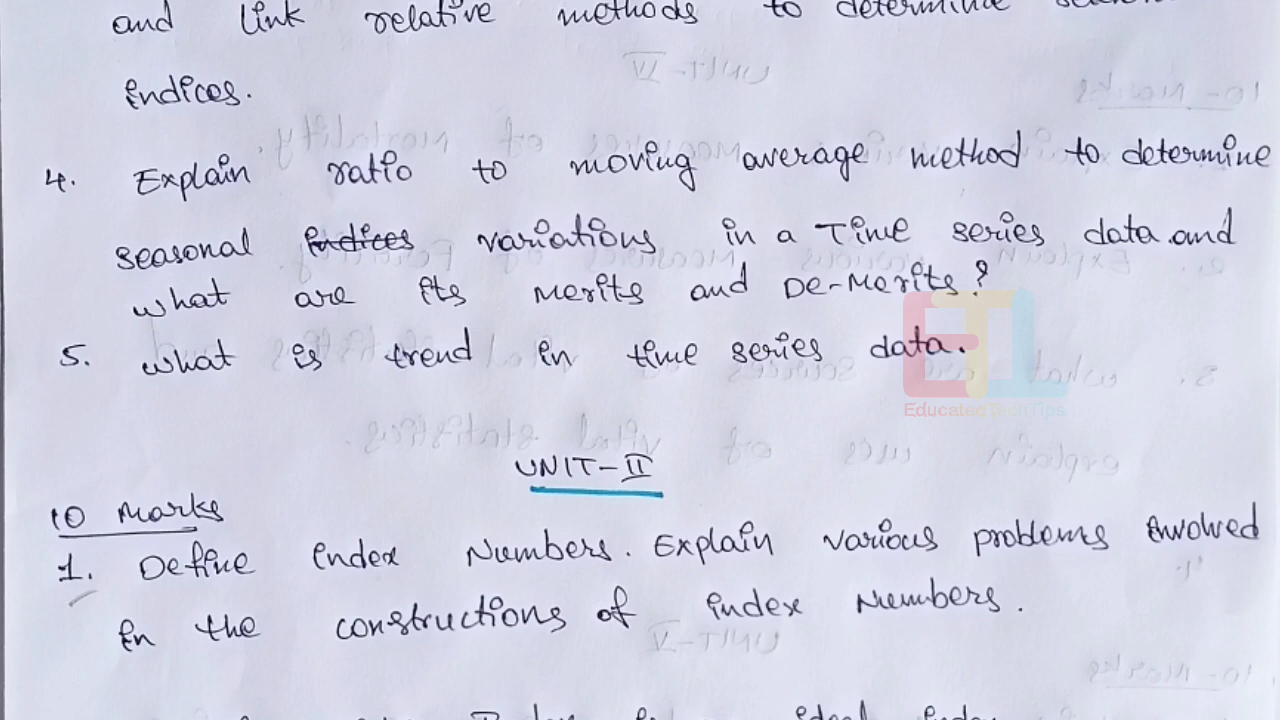 and link relative methods to determine
indices.
4. Explain ratio to moving average method to determine
seasonal indices variations in a Time series data and
what are its merits and De-Merits?
5. what is trend in time series data.
EducatedTechTips
UNIT-II
10 Marks
1. Define index Numbers. Explain various problems involved
in the constructions of index Numbers.